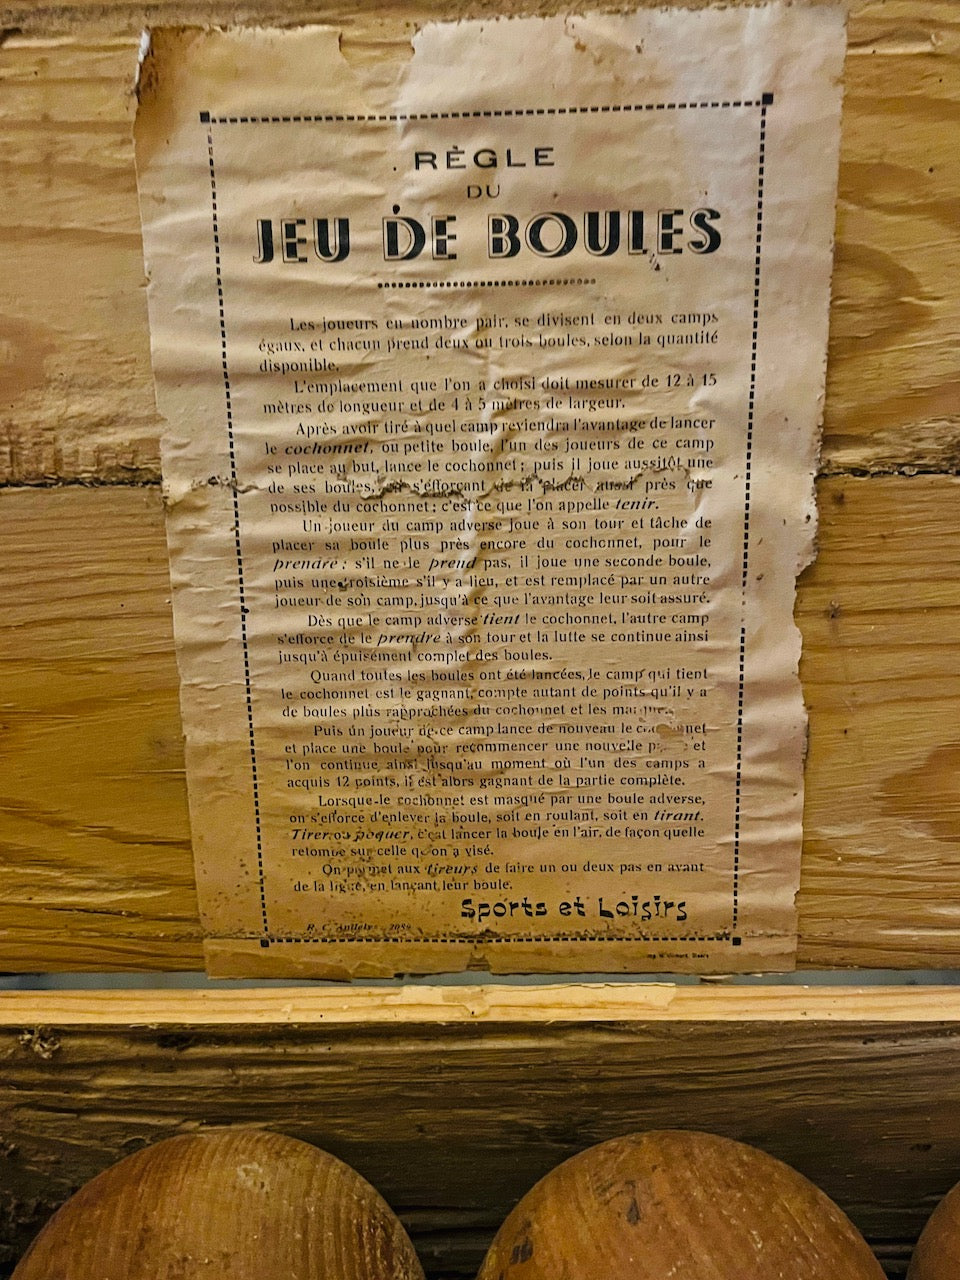 RÈGLE
DU
JEU DE BOULES
Les joueurs en nombre pair, se divisent en deux camps
égaux, et chacun prend deux ou trois boules, selon la quantité
disponible.
L'emplacement que l'on a choisi doit mesurer de 12 à 15
mètres de longueur et de 4 à 5 mètres de largeur.
Après avoir tiré à quel camp reviendra l'avantage de lancer
le cochonnet, ou petite boule, l'un des joueurs de ce camp
se place au but, lance le cochonnet ; puis il joue aussitôt une
de ses boules, s'efforçant de la placer aussi près que
possible du cochonnet ; c'est ce que l'on appelle tenir.
Un joueur du camp adverse joue à son tour et tâche de
placer sa boule plus près encore du cochonnet, pour le
prendre ; s'il ne le prend pas, il joue une seconde boule,
puis une troisième s'il y a lieu, et est remplacé par un autre
joueur de son camp, jusqu'à ce que l'avantage leur soit assuré.
Dès que le camp adverse tient le cochonnet, l'autre camp
s'efforce de le prendre à son tour et la lutte se continue ainsi
jusqu'à épuisement complet des boules.
Quand toutes les boules ont été lancées, le camp qui tient
le cochonnet est le gagnant, compte autant de points qu'il y a
de boules plus rapprochées du cochonnet et les
Puis un joueur de ce camp lance de nouveau le cochonnet
et place une boule pour recommencer une nouvelle et
l'on continue ainsi jusqu'au moment où l'un des camps a
acquis 12 points, il est alors gagnant de la partie complète.
Lorsque le cochonnet est masqué par une boule adverse,
on s'efforce d'enlever la boule, soit en roulant, soit en tirant.
Tirer ou poquer, c'est lancer la boule en l'air, de façon quelle
retombe sur celle qu'on a visé.
On permet aux tireurs de faire un ou deux pas en avant
de la ligne, en lançant leur boule.
Sports et Loisirs
R. C. 2089